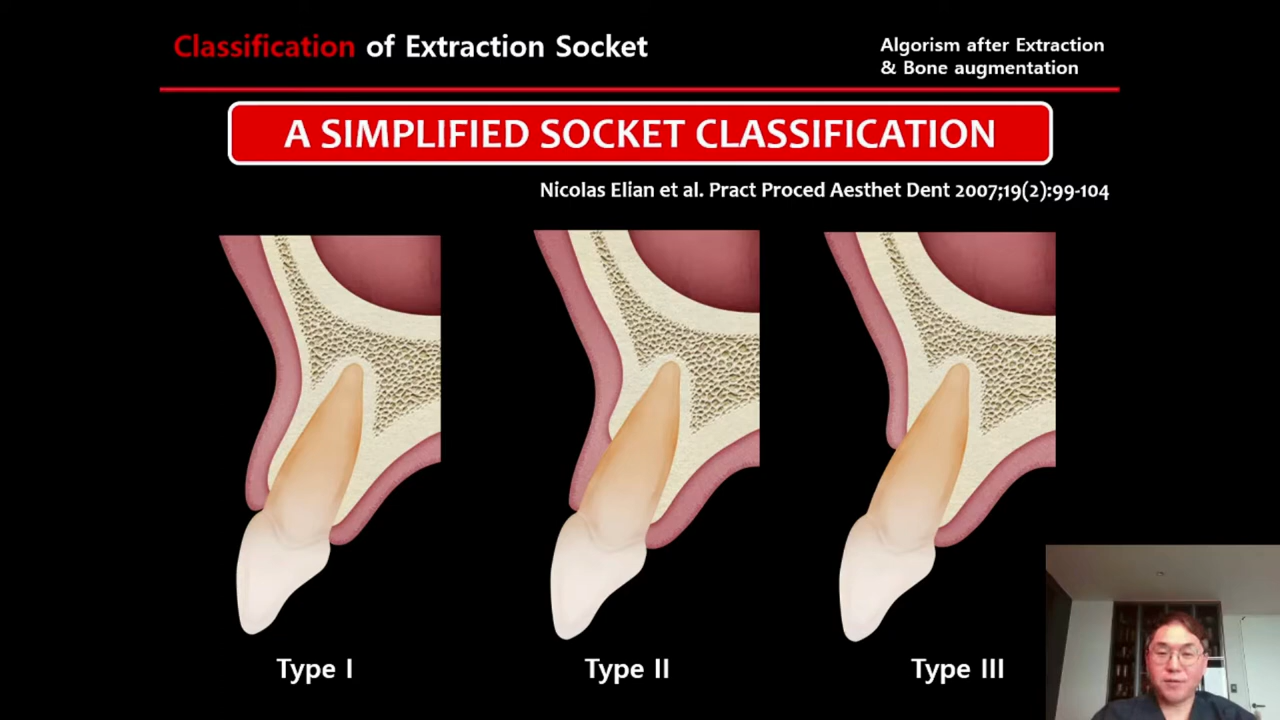 Classification of Extraction Socket
Algorism after Extraction
& Bone augmentation
A SIMPLIFIED SOCKET CLASSIFICATION
Nicolas Elian et al. Pract Proced Aesthet Dent 2007;19(2):99-104
Type I
Type II
Type III